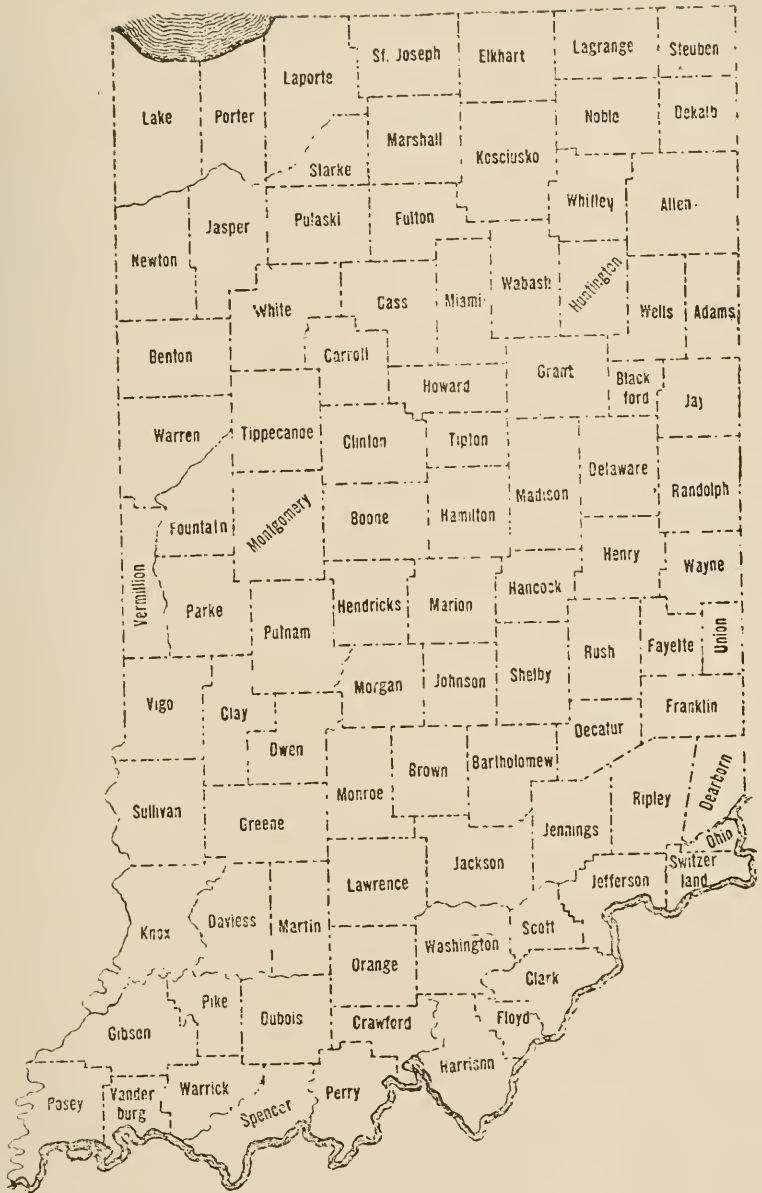 St. Joseph
Elkhart
Lagrange
Steuben
Laporte
Lake
Porter
Noble
Dekalb
Marshall
Kosciusko
Starke
Whitley
Allen
Jasper
Pulaski
Fulton
Newton
White
Cass
Miami
Wabash
Huntington
Wells
Adams
Benton
Carroll
Howard
Grant
Black
ford
Jay
Warren
Tippecanoe
Clinton
Tipton
Madison
Delaware
Randolph
Fountain
Montgomery
Boone
Hamilton
Henry
Wayne
Vermillion
Parke
Putnam
Hendricks
Marion
Hancock
Rush
Fayette
Union
Vigo
Clay
Morgan
Johnson
Shelby
Franklin
Owen
Decatur
Sullivan
Greene
Monroe
Brown
Bartholomew
Jennings
Ripley
Dearborn
Ohio
Lawrence
Jackson
Jefferson
Switzer
land
Knox
Daviess
Martin
Orange
Washington
Scott
Clark
Pike
Gibson
Dubois
Crawford
Floyd
Harrison
Posey
Vander
burg
Warrick
Spencer
Perry